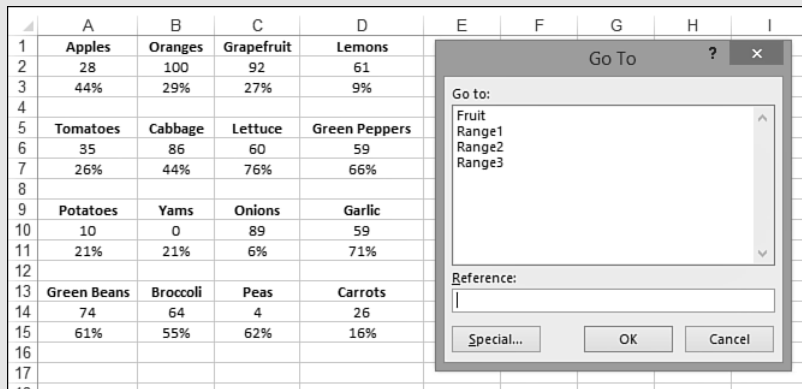 A B C D E F G H I
1 Apples Oranges Grapefruit Lemons
2 28 100 92 61
3 44% 29% 27% 9%
4
5 Tomatoes Cabbage Lettuce Green Peppers
6 35 86 60 59
7 26% 44% 76% 66%
8
9 Potatoes Yams Onions Garlic
10 10 0 89 59
11 21% 21% 6% 71%
12
13 Green Beans Broccoli Peas Carrots
14 74 64 4 26
15 61% 55% 62% 16%
16
17
Go To ? ×
Go to:
Fruit
Range1
Range2
Range3
Reference:
Special... OK Cancel